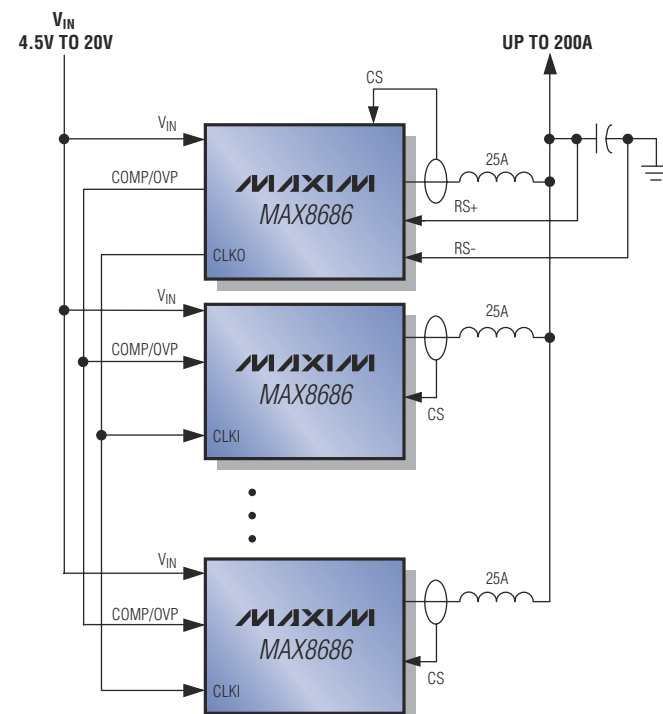 V_IN
4.5V TO 20V
UP TO 200A
CS
V_IN
25A
COMP/OVP
MAXIM
MAX8686
RS+
CLKO
RS-
V_IN
25A
COMP/OVP
MAXIM
MAX8686
CS
CLKI
V_IN
25A
COMP/OVP
MAXIM
MAX8686
CS
CLKI